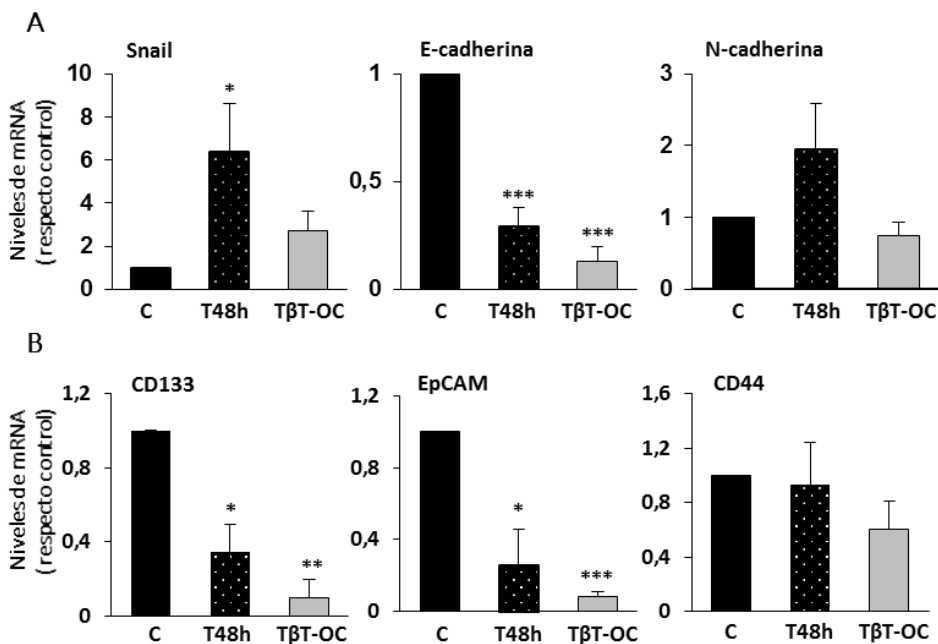 A
Snail
E-cadherina
N-cadherina
Niveles de mRNA
( respecto control)
10
8
6
4
2
0
*
C
T48h
TβT-OC
1
0,5
0
***
***
C
T48h
TβT-OC
3
2
1
0
C
T48h
TβT-OC
B
CD133
EpCAM
CD44
Niveles de mRNA
( respecto control)
1,2
0,8
0,4
0
*
**
C
T48h
TβT-OC
1,2
0,8
0,4
0
*
***
C
T48h
TβT-OC
1,6
1,2
0,8
0,4
0
C
T48h
TβT-OC